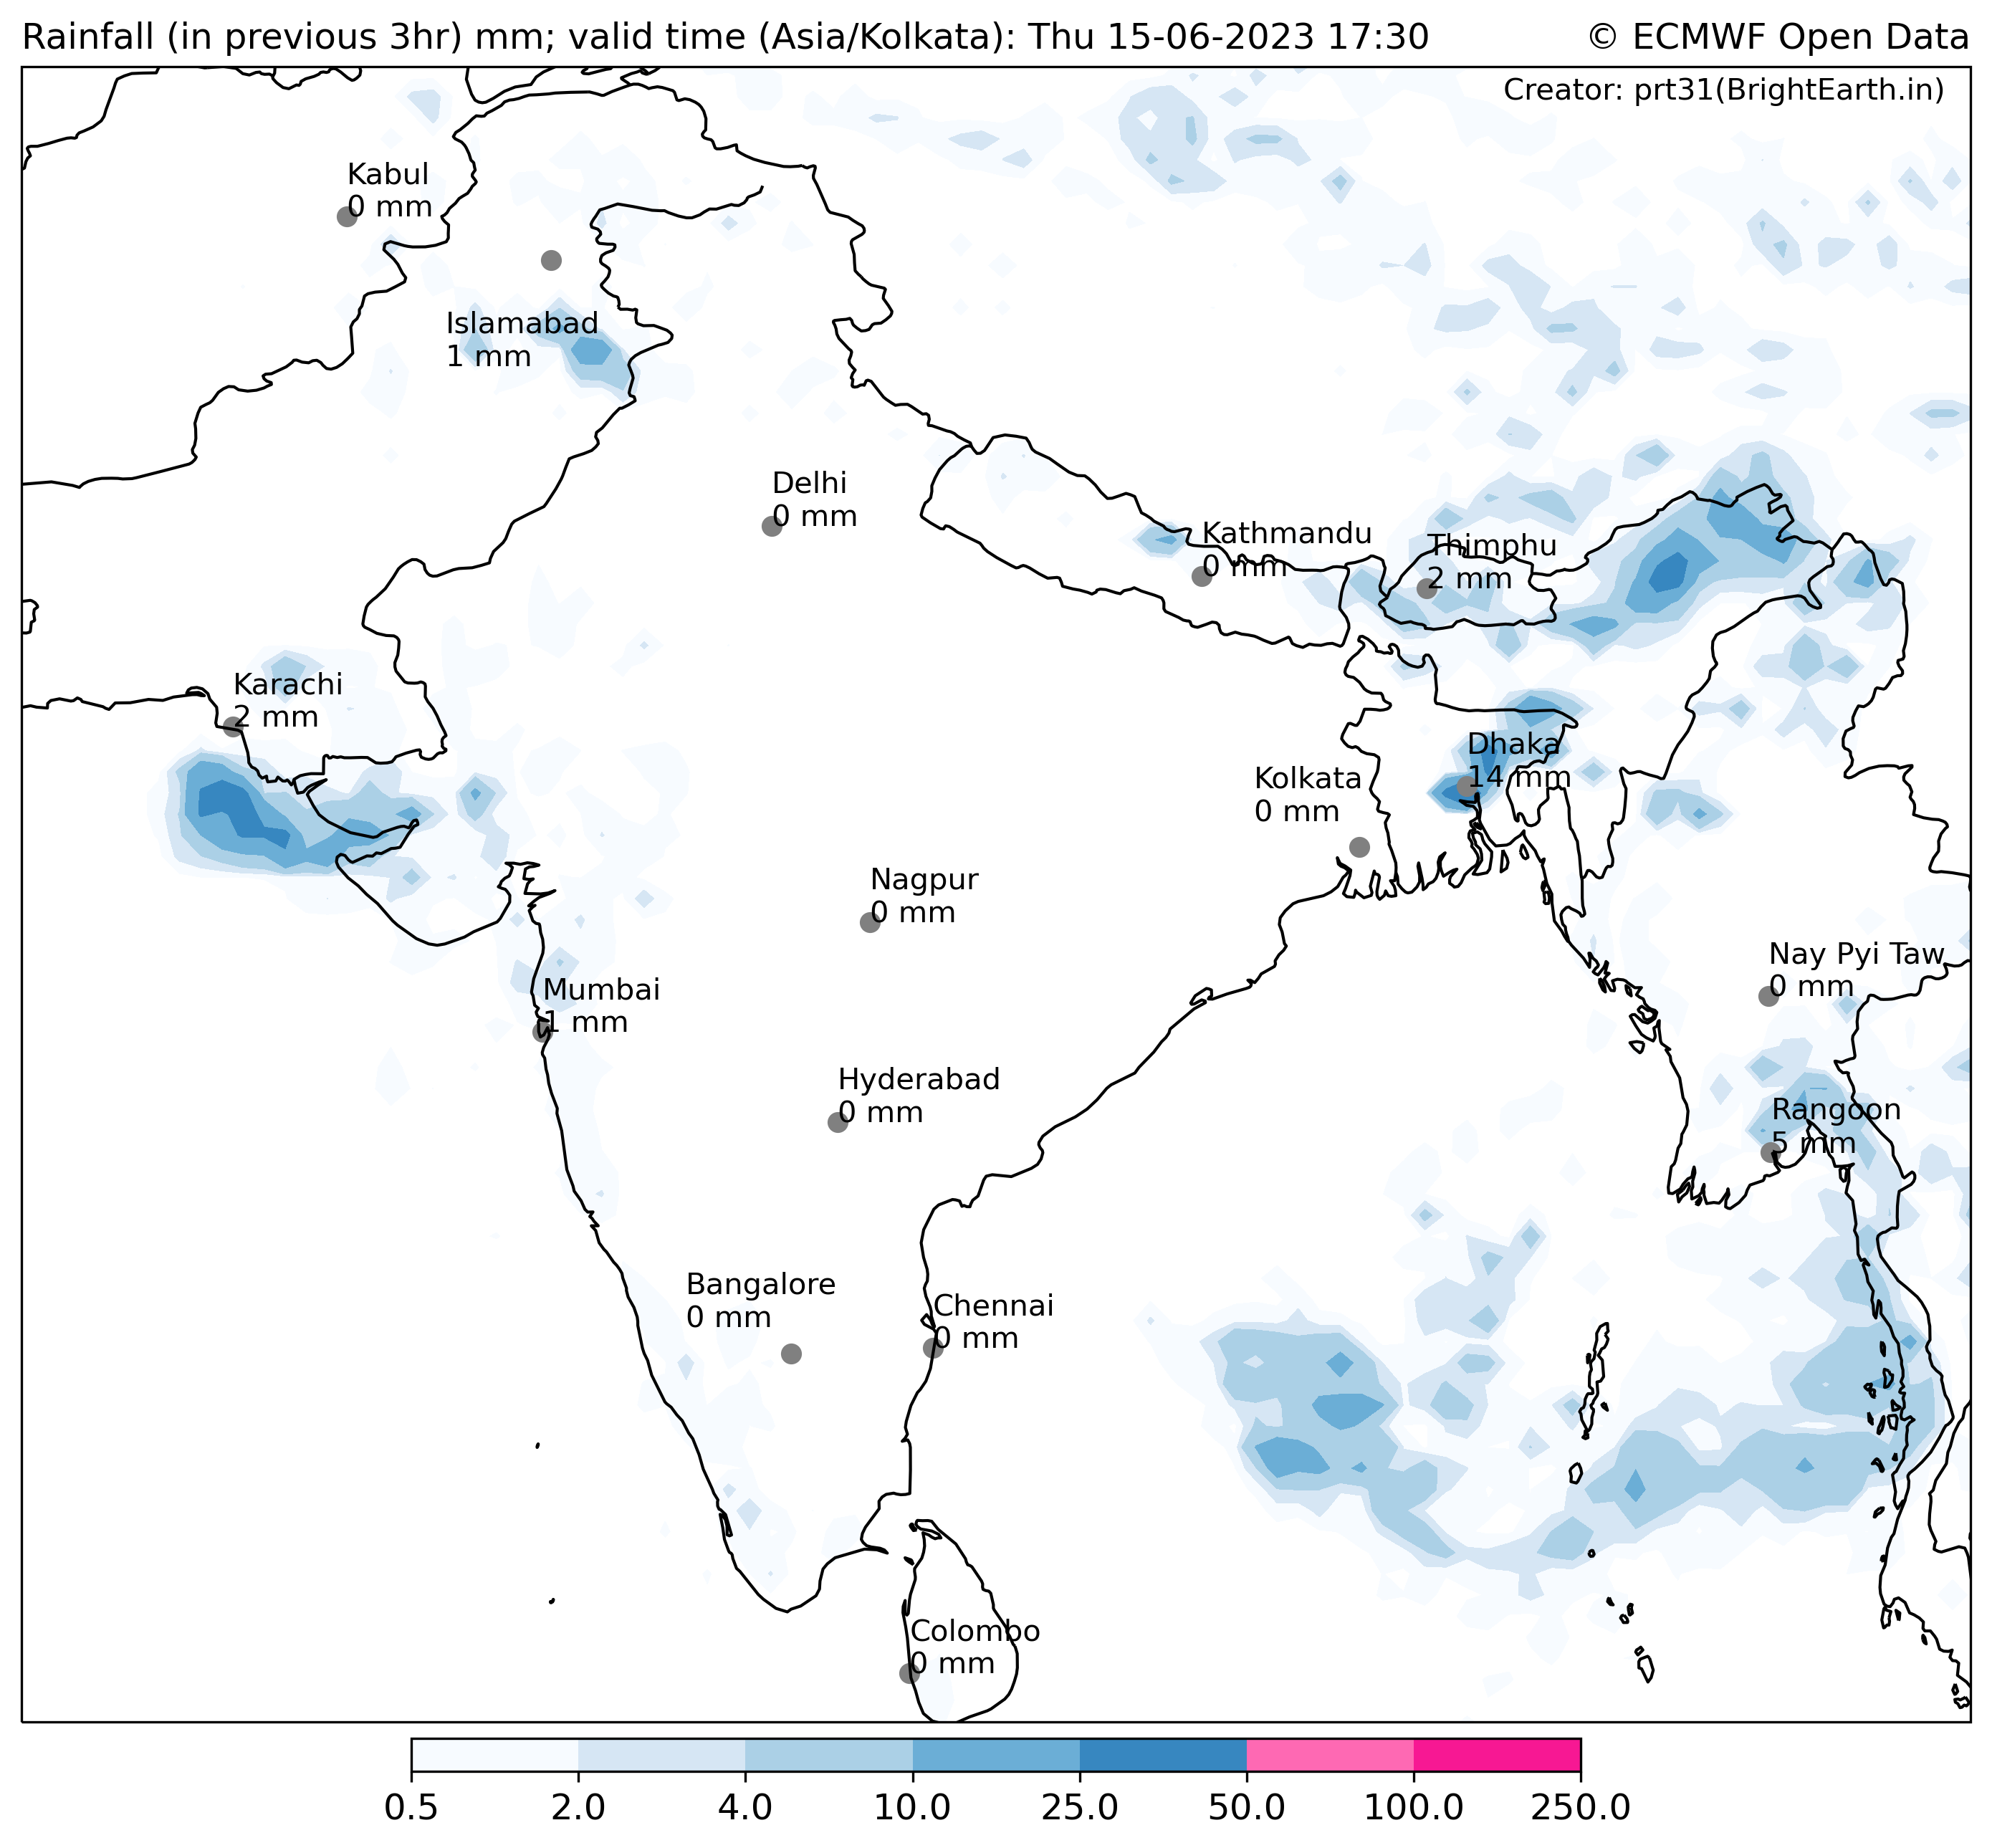 Rainfall (in previous 3hr) mm; valid time (Asia/Kolkata): Thu 15-06-2023 17:30
© ECMWF Open Data
Creator: prt31(BrightEarth.in)
Kabul
0 mm
Islamabad
1 mm
Delhi
0 mm
Kathmandu
0 mm
Thimphu
2 mm
Karachi
2 mm
Dhaka
14 mm
Kolkata
0 mm
Nagpur
0 mm
Nay Pyi Taw
0 mm
Mumbai
1 mm
Hyderabad
0 mm
Rangoon
5 mm
Bangalore
0 mm
Chennai
0 mm
Colombo
0 mm
0.5 2.0 4.0 10.0 25.0 50.0 100.0 250.0